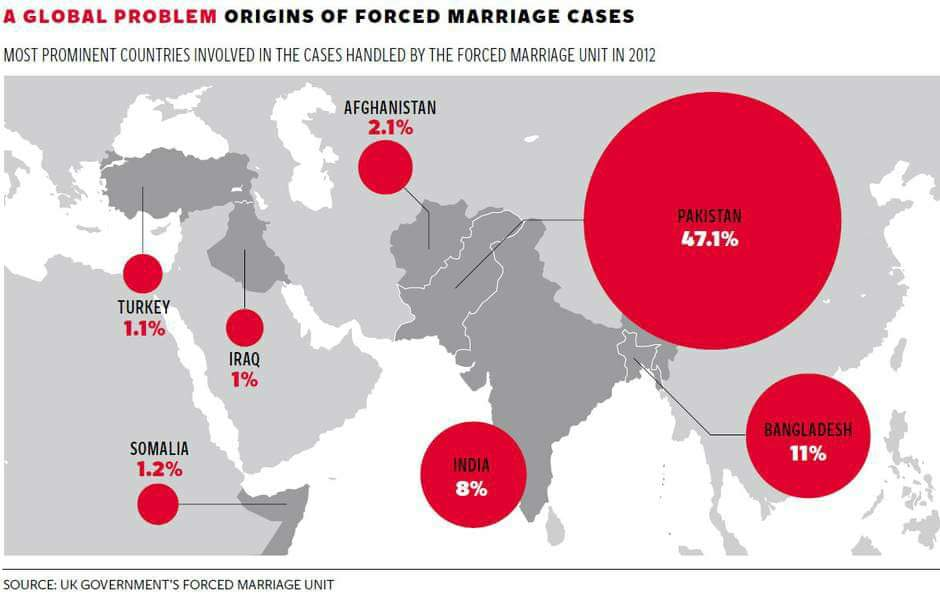 A GLOBAL PROBLEM ORIGINS OF FORCED MARRIAGE CASES
MOST PROMINENT COUNTRIES INVOLVED IN THE CASES HANDLED BY THE FORCED MARRIAGE UNIT IN 2012
AFGHANISTAN
2.1%
PAKISTAN
47.1%
TURKEY
1.1%
IRAQ
1%
SOMALIA
1.2%
INDIA
8%
BANGLADESH
11%
SOURCE: UK GOVERNMENT'S FORCED MARRIAGE UNIT